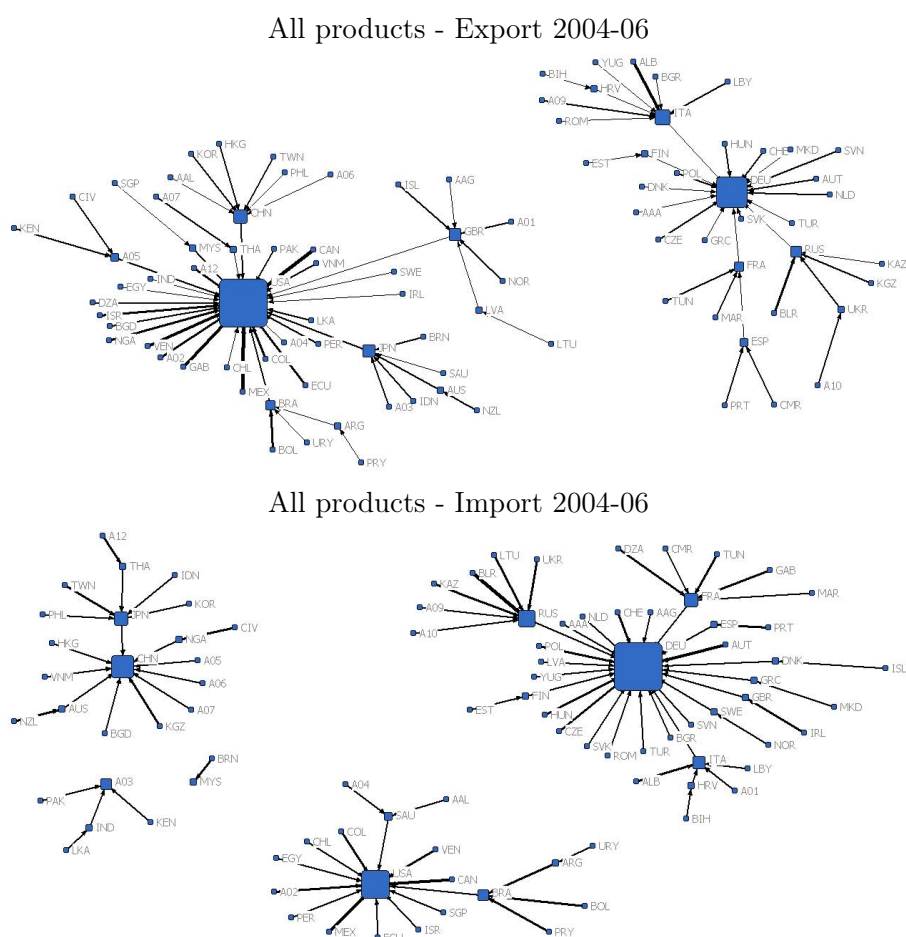 All products - Export 2004-06
YUG ALB
BIH BGR
HRV LBY
A09 ITA
ROM
HKG
KOR TWN
AAL PHL
SGP A06
CIV A07
CHN
KEN
A05 MYS THA PAK CAN
A12 VNM
IND USA
EGY
DZA
ISR
BGD
NGA LKA
VEN A04 PER
A02 COL
GAB CHL ECU
MEX
ISL AAG
GBR A01
SWE NOR
IRL LVA
LTU
JPN BRN
SAU
AUS
A03 IDN NZL
BRA
ARG
BOL URY
PRY
HUN CHE MKD SVN
FIN
EST POL DEU AUT
DNK NLD
AAA SVK
CZE GRC TUR
RUS
FRA KAZ
TUN KGZ
MAR BLR UKR
ESP
PRT CMR A10
All products - Import 2004-06
A12
THA
TWN IDN
PHL JPN KOR
HKG NGA CIV
CHN A05
VNM A06
AUS A07
NZL BGD KGZ
BRN
A03 MYS
PAK
IND KEN
LKA
LTU UKR
BLR
KAZ
A09 RUS
A10
DZA CMR TUN
GAB
FRA MAR
NLD CHE AAG
AAA ESP PRT
POL DEU AUT
LVA DNK ISL
YUG GRC
FIN GBR MKD
EST HUN SWE
CZE SVN IRL
SVK BGR NOR
ROM TUR
ITA
ALB LBY
HRV A01
BIH
A04
SAU AAL
COL
CHL VEN
EGY USA CAN
A02 BRA
PER SGP
MEX ECU ISR
URY
ARG
BOL
PRY